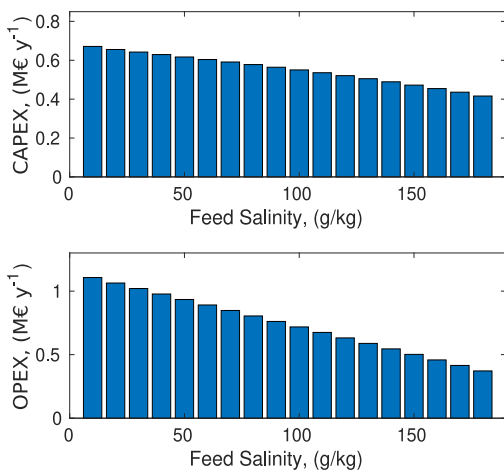 0.8
0.6
0.4
0.2
0
CAPEX, (M€ y⁻¹)
0 50 100 150
Feed Salinity, (g/kg)
1
0.5
0
OPEX, (M€ y⁻¹)
0 50 100 150
Feed Salinity, (g/kg)